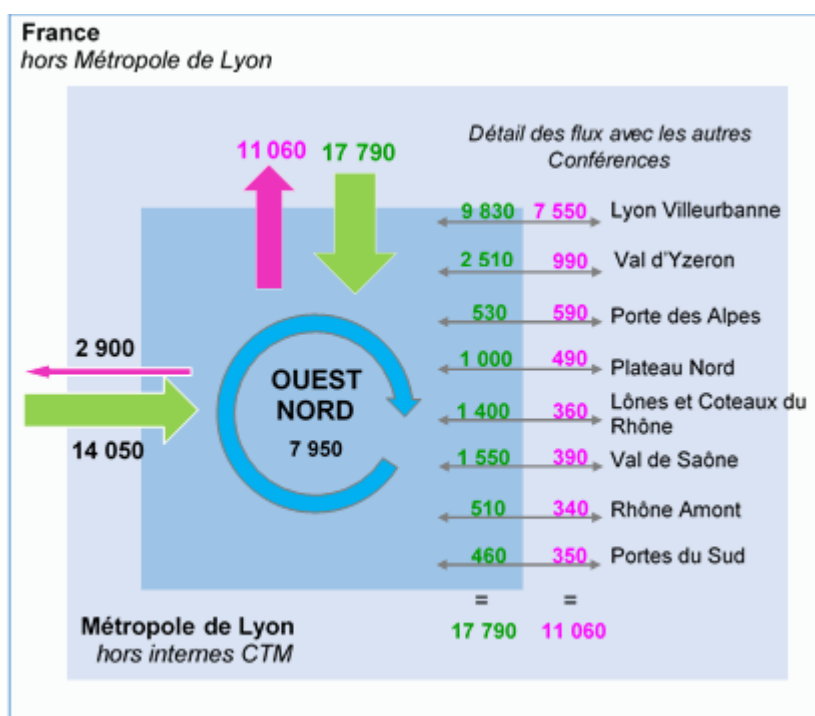 France
hors Métropole de Lyon
11 060 17 790
Détail des flux avec les autres
Conférences
9 830 7 550 Lyon Villeurbanne
2 510 990 Val d'Yzeron
530 590 Porte des Alpes
2 900
1 000 490 Plateau Nord
OUEST
NORD
7 950
1 400 360 Lônes et Coteaux du
Rhône
14 050
1 550 390 Val de Saône
510 340 Rhône Amont
460 350 Portes du Sud
= =
17 790 11 060
Métropole de Lyon
hors internes CTM